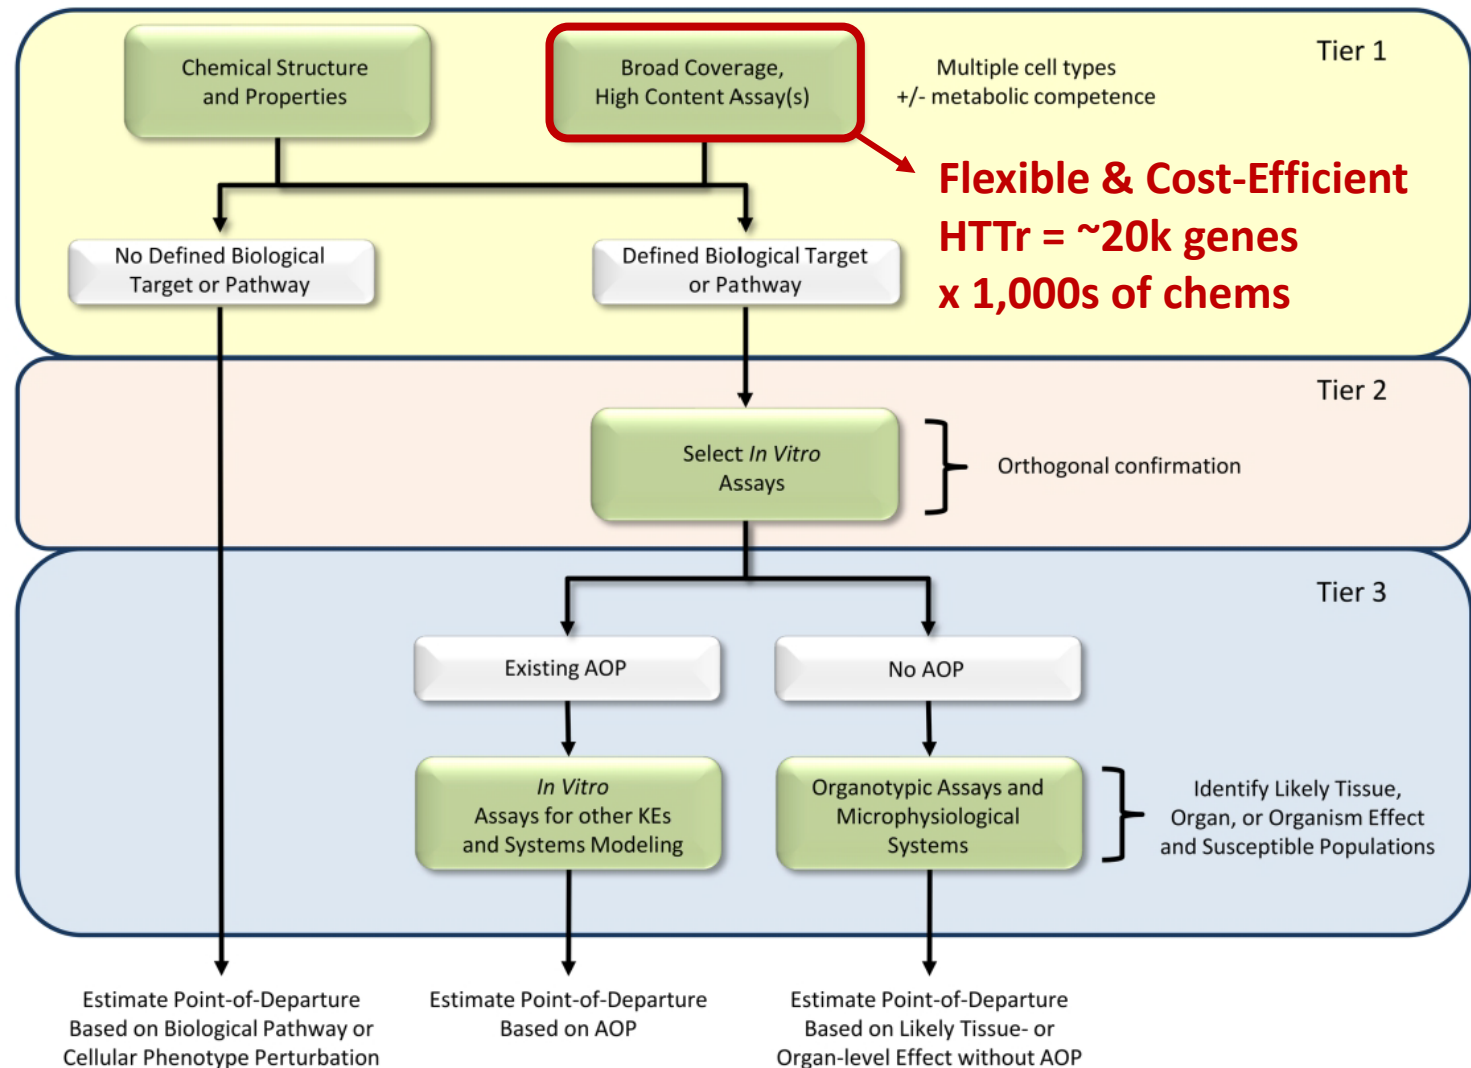 Tier 1
Chemical Structure
and Properties
Broad Coverage,
High Content Assay(s)
Multiple cell types
+/- metabolic competence
Flexible & Cost-Efficient
HTTr = ~20k genes
x 1,000s of chems
No Defined Biological
Target or Pathway
Defined Biological Target
or Pathway
Tier 2
Select In Vitro
Assays
Orthogonal confirmation
Tier 3
Existing AOP
No AOP
In Vitro
Assays for other KEs
and Systems Modeling
Organotypic Assays and
Microphysiological
Systems
Identify Likely Tissue,
Organ, or Organism Effect
and Susceptible Populations
Estimate Point-of-Departure
Based on Biological Pathway or
Cellular Phenotype Perturbation
Estimate Point-of-Departure
Based on AOP
Estimate Point-of-Departure
Based on Likely Tissue- or
Organ-level Effect without AOP